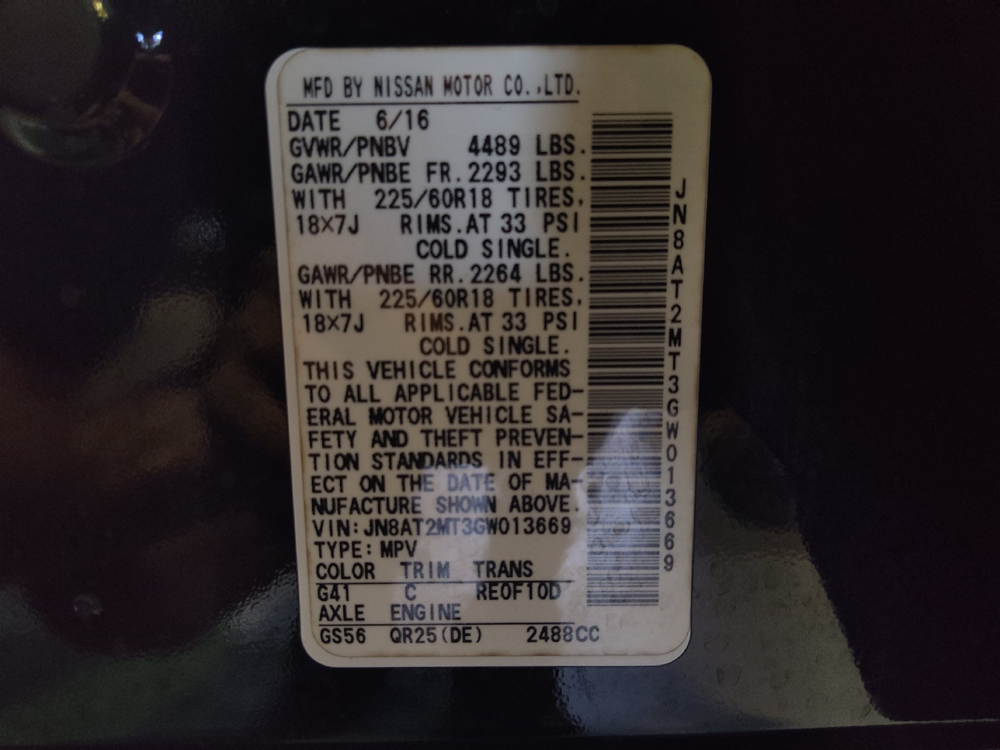 MFD BY NISSAN MOTOR CO.,LTD.
DATE 6/16
GVWR/PNBV 4489 LBS.
GAWR/PNBE FR.2293 LBS.
WITH 225/60R18 TIRES.
18×7J RIMS.AT 33 PSI
COLD SINGLE.
GAWR/PNBE RR.2264 LBS.
WITH 225/60R18 TIRES.
18×7J RIMS.AT 33 PSI
COLD SINGLE.
THIS VEHICLE CONFORMS
TO ALL APPLICABLE FED-
ERAL MOTOR VEHICLE SA-
FETY AND THEFT PREVEN-
TION STANDARDS IN EFF-
ECT ON THE DATE OF MA-
NUFACTURE SHOWN ABOVE.
VIN:JN8AT2MT3GW013669
TYPE:MPV
COLOR TRIM TRANS
G41 C RE0F10D
AXLE ENGINE
GS56 QR25(DE) 2488CC
JN8AT2MT3GW013669